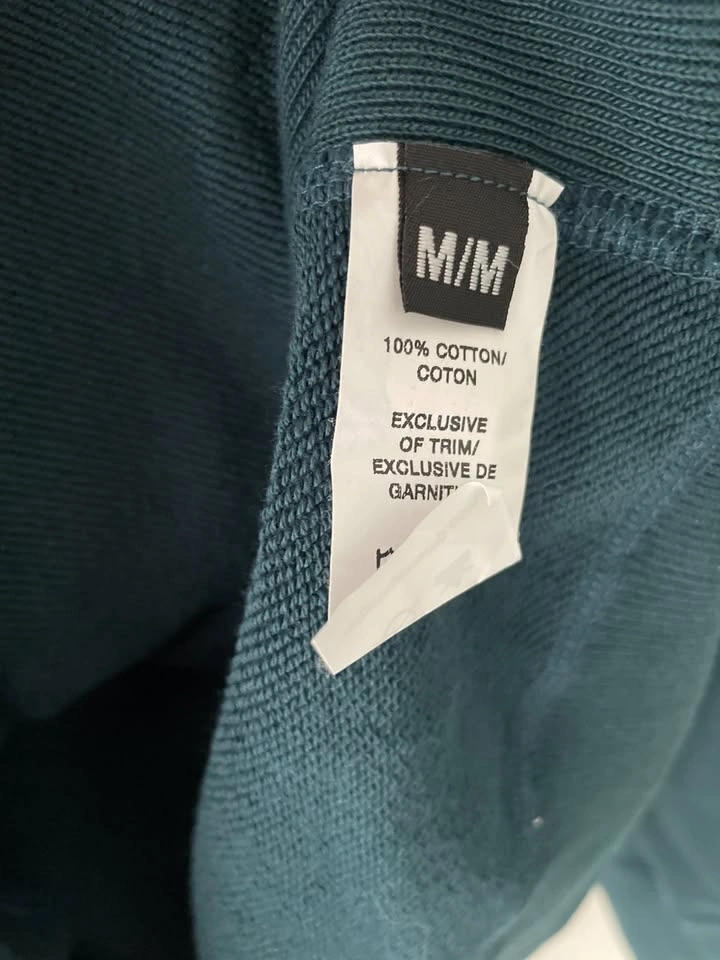 M/M
100% COTTON/
COTON
EXCLUSIVE
OF TRIM/
EXCLUSIVE DE